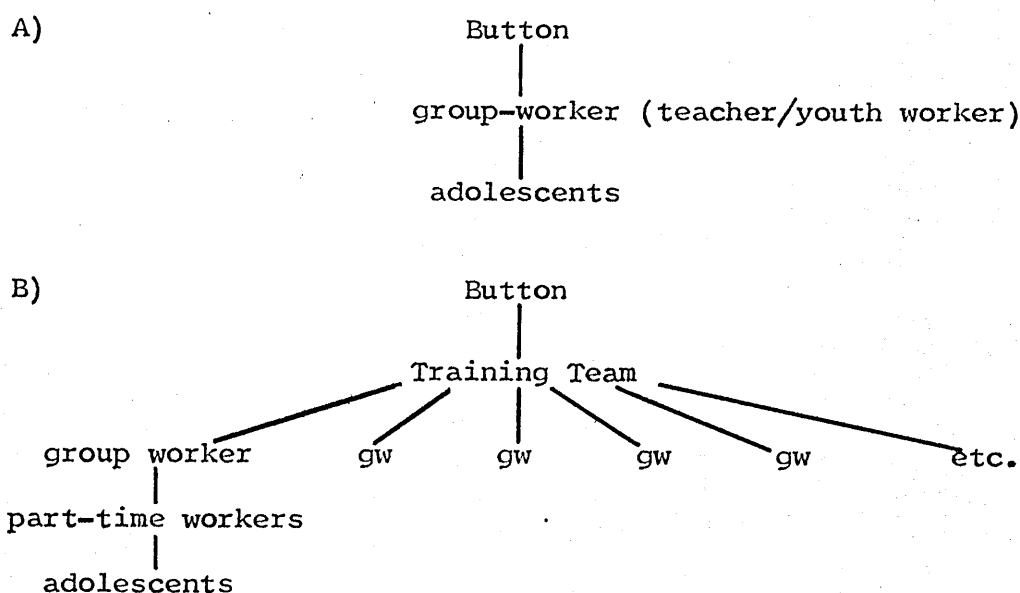 A) Button
group-worker (teacher/youth worker)
adolescents
B) Button
Training Team
group worker gw gw gw gw etc.
part-time workers
adolescents